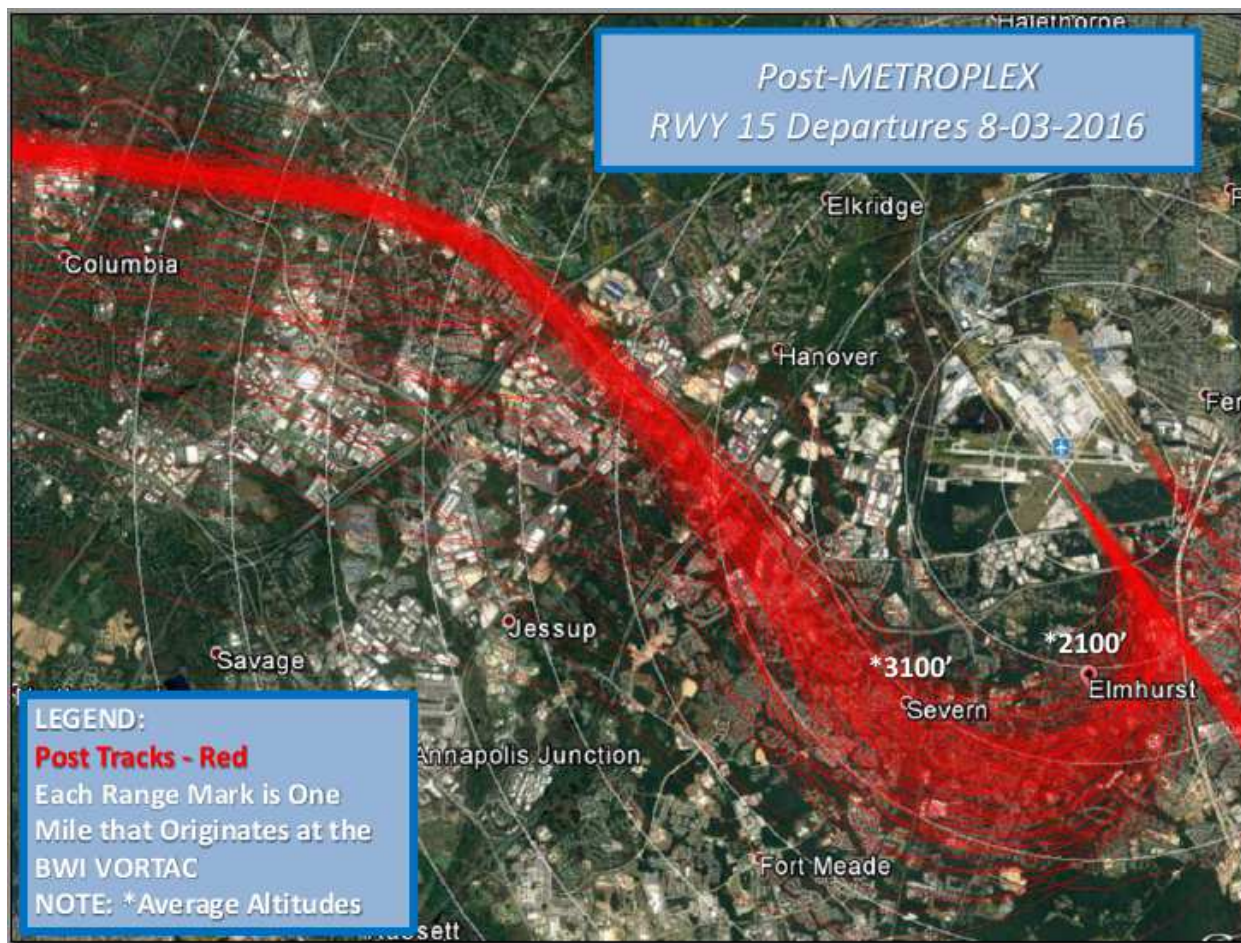 Halethorpe
Post-METROPLEX
RWY 15 Departures 8-03-2016
Elkridge
Columbia
Hanover
Fer
Jessup
Savage
*2100'
*3100'
Elmhurst
Severn
LEGEND:
Post Tracks - Red
Each Range Mark is One
Mile that Originates at the
BWI VORTAC
NOTE: *Average Altitudes
Annapolis Junction
Fort Meade